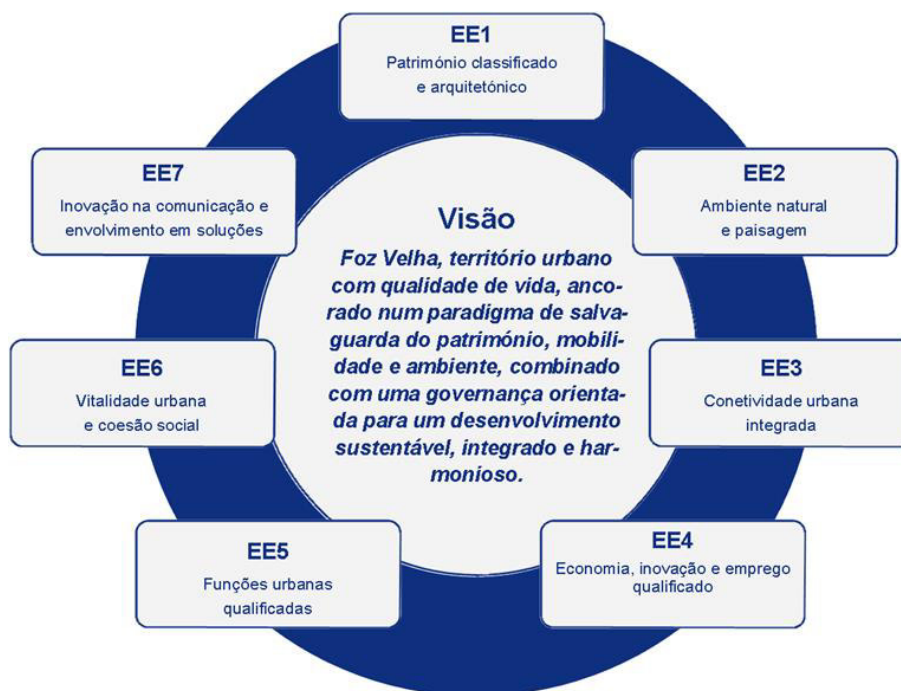 EE1
Património classificado
e arquitetónico
EE7
Inovação na comunicação e
envolvimento em soluções
EE2
Ambiente natural
e paisagem
Visão
Foz Velha, território urbano
com qualidade de vida, anco-
rado num paradigma de salva-
guarda do património, mobili-
dade e ambiente, combinado
com uma governança orienta-
da para um desenvolvimento
sustentável, integrado e har-
monioso.
EE6
Vitalidade urbana
e coesão social
EE3
Conetividade urbana
integrada
EE5
Funções urbanas
qualificadas
EE4
Economia, inovação e emprego
qualificado